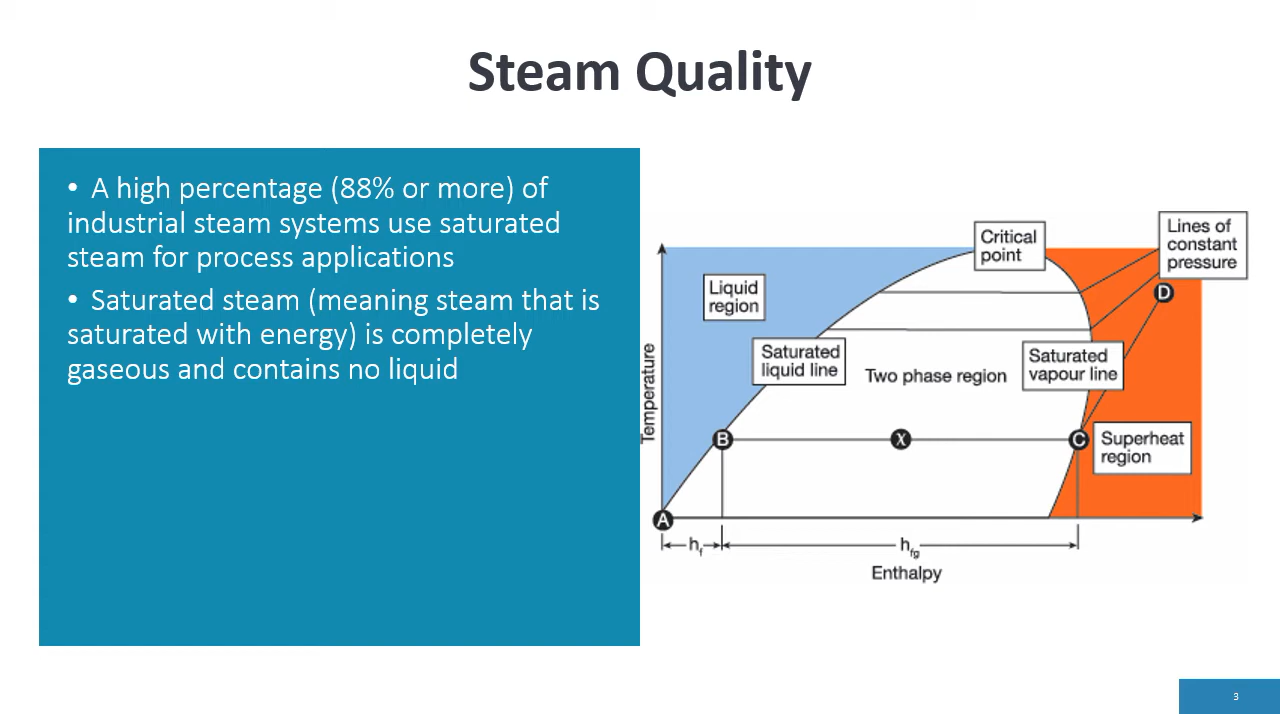 Steam Quality
• A high percentage (88% or more) of
industrial steam systems use saturated
steam for process applications
• Saturated steam (meaning steam that is
saturated with energy) is completely
gaseous and contains no liquid
Critical
point
Lines of
constant
pressure
Liquid
region
D
Saturated
liquid line
Two phase region
Saturated
vapour line
Temperature
B
X
C
Superheat
region
A
hf
hfg
Enthalpy
3